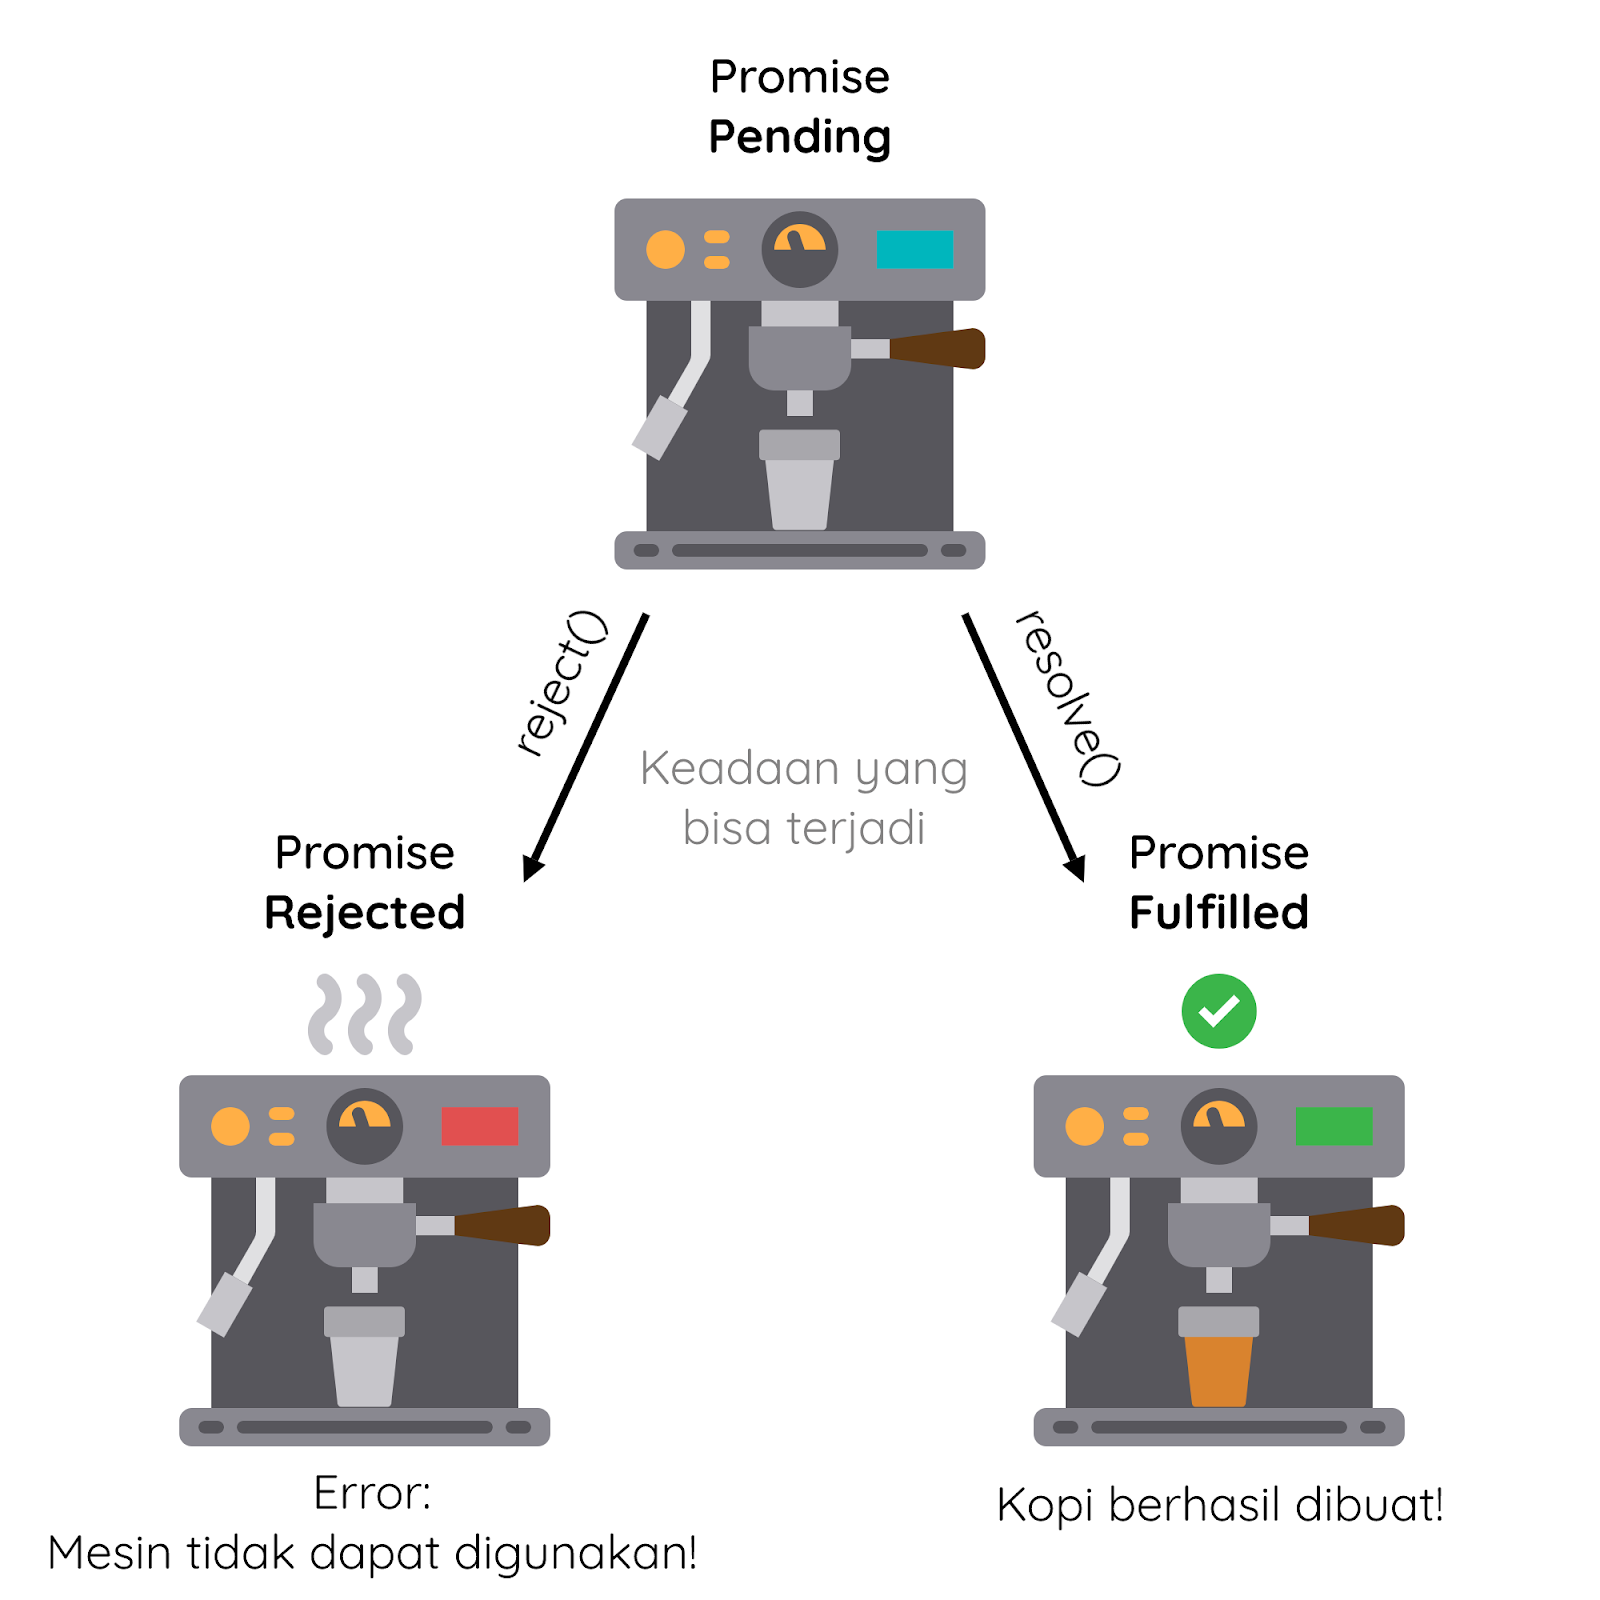 Promise
Pending
reject()
resolve()
Keadaan yang
bisa terjadi
Promise
Rejected
Promise
Fulfilled
Error:
Mesin tidak dapat digunakan!
Kopi berhasil dibuat!